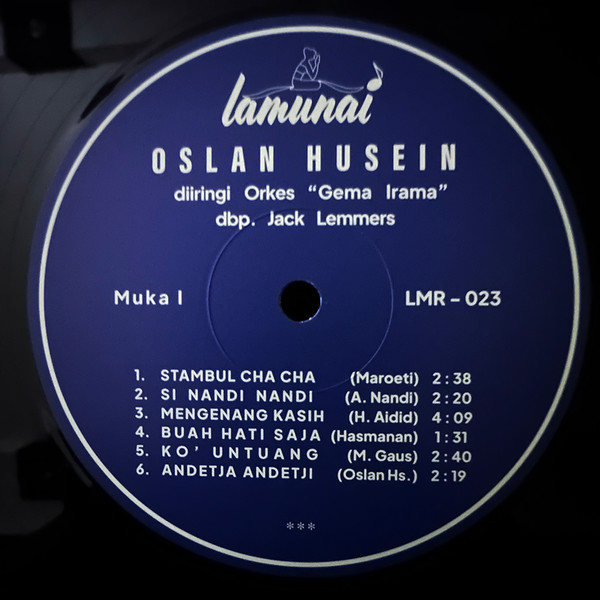 lamunai
OSLAN HUSEIN
diiringi Orkes “Gema Irama”
dbp. Jack Lemmers
Muka I LMR – 023
1. STAMBUL CHA CHA (Maroeti) 2:38
2. SI NANDI NANDI (A. Nandi) 2:20
3. MENGENANG KASIH (H. Aidid) 4:09
4. BUAH HATI SAJA (Hasmanan) 1:31
5. KO’ UNTUANG (M. Gaus) 2:40
6. ANDETJA ANDETJI (Oslan Hs.) 2:19
***